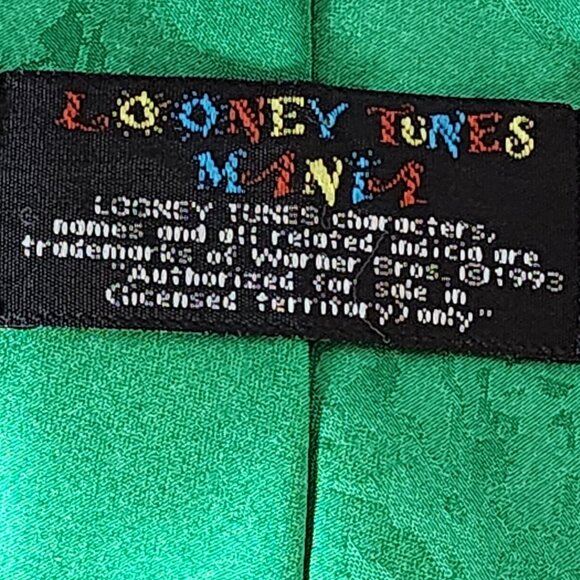 LOONEY TUNES
MANIA
LOONEY TUNES characters,
names and all related indicia are
trademarks of Warner Bros. ©1993
Authorized for sale in
(licensed territory) only"